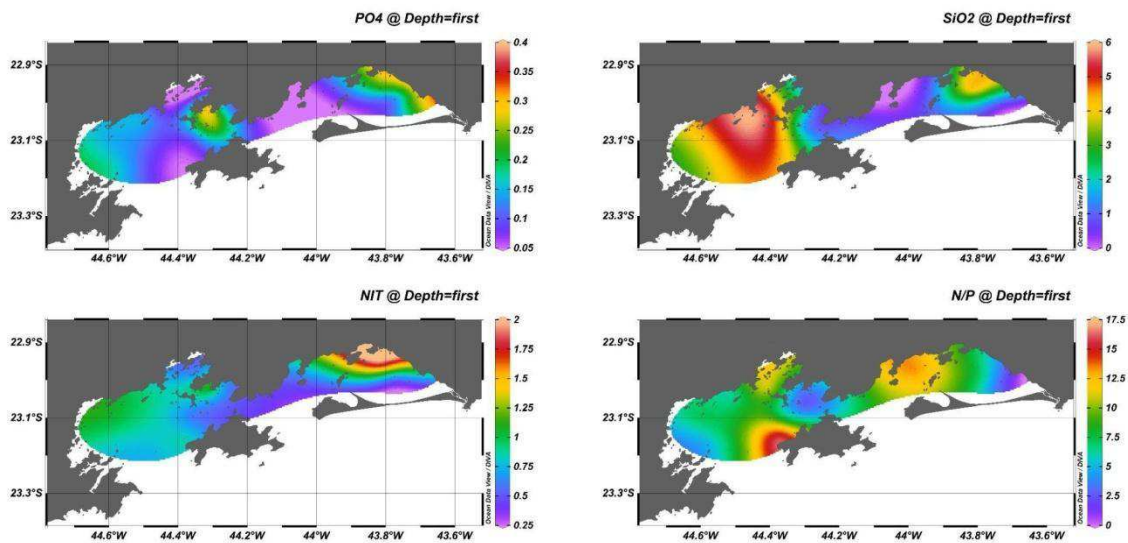 PO4 @ Depth=first
22.9°S
23.1°S
23.3°S
44.6°W 44.4°W 44.2°W 44°W 43.8°W 43.6°W
0.4
0.35
0.3
0.25
0.2
0.15
0.1
0.05
Ocean Data View / DIVA
SiO2 @ Depth=first
22.9°S
23.1°S
23.3°S
44.6°W 44.4°W 44.2°W 44°W 43.8°W 43.6°W
6
5
4
3
2
1
0
Ocean Data View / DIVA
NIT @ Depth=first
22.9°S
23.1°S
23.3°S
44.6°W 44.4°W 44.2°W 44°W 43.8°W 43.6°W
2
1.75
1.5
1.25
1
0.75
0.5
0.25
Ocean Data View / DIVA
N/P @ Depth=first
22.9°S
23.1°S
23.3°S
44.6°W 44.4°W 44.2°W 44°W 43.8°W 43.6°W
17.5
15
12.5
10
7.5
5
2.5
0
Ocean Data View / DIVA